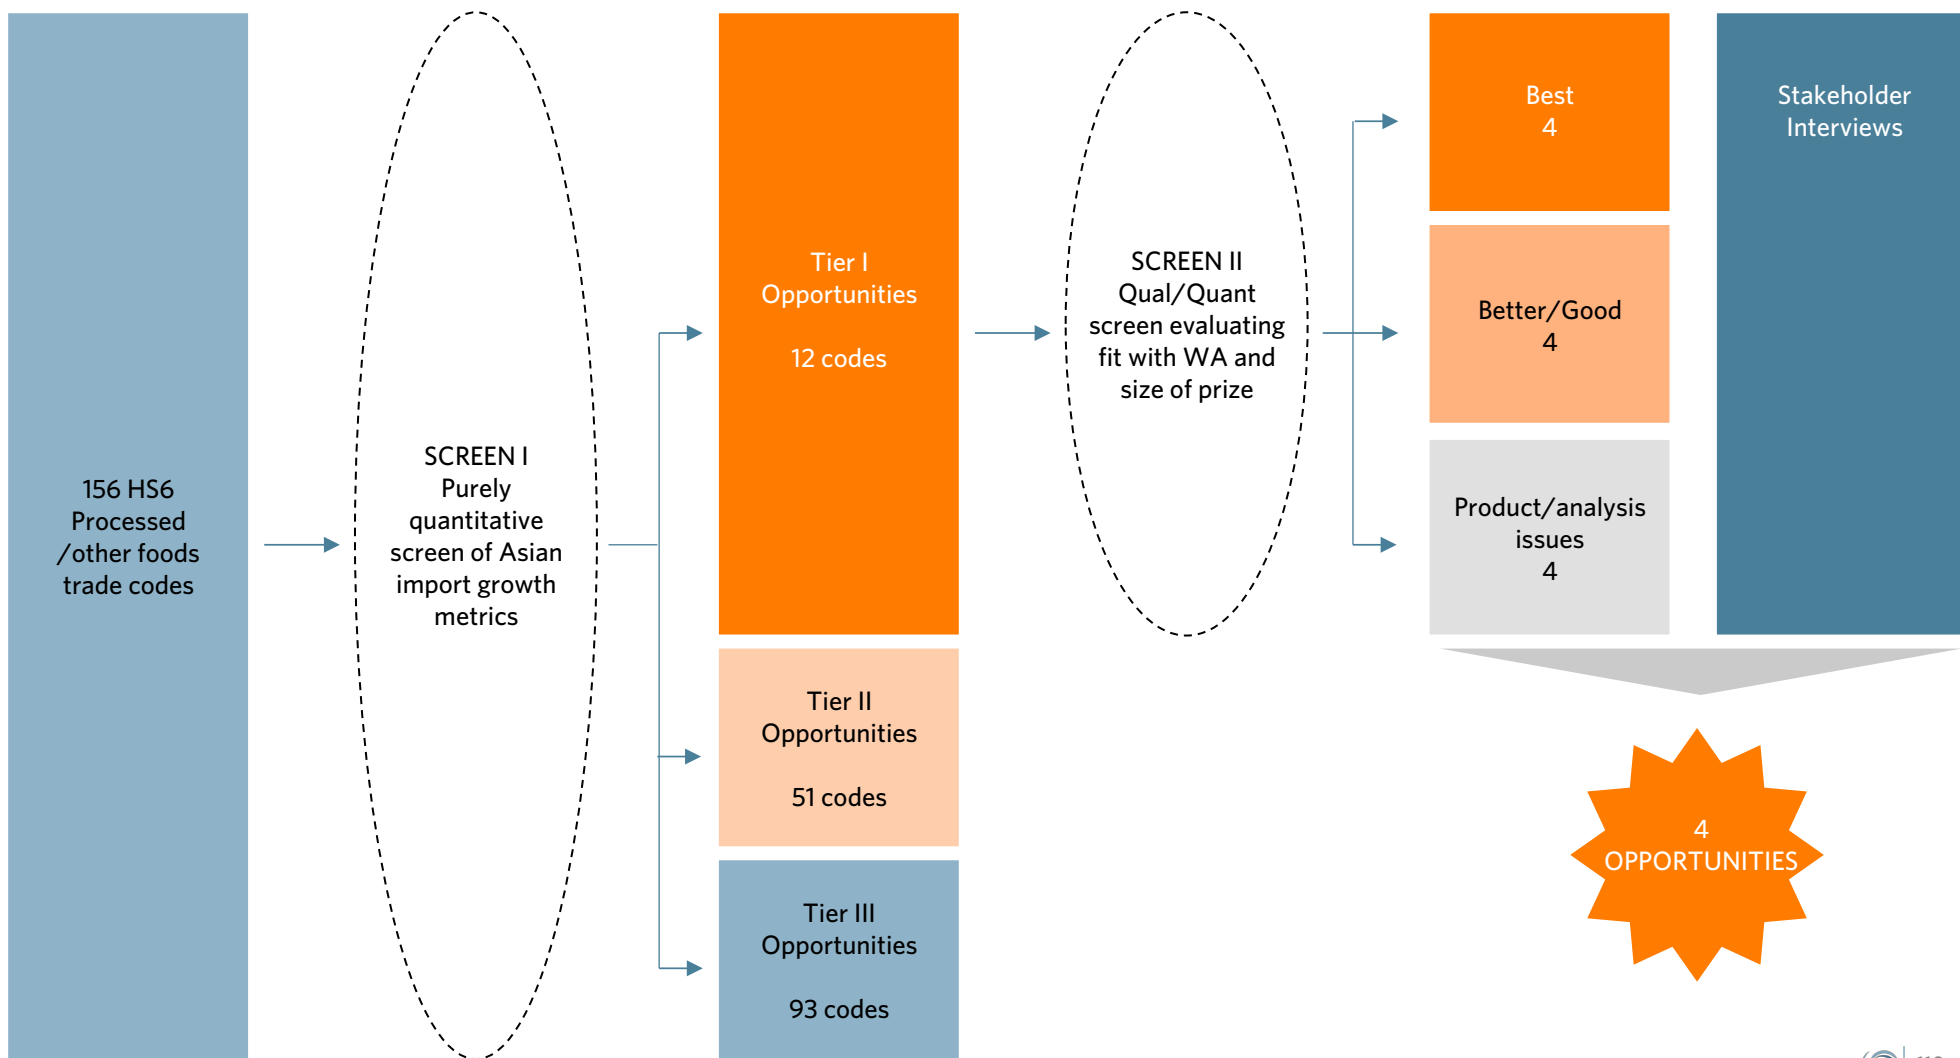 156 HS6
Processed
/other foods
trade codes
SCREEN I
Purely
quantitative
screen of Asian
import growth
metrics
Tier I
Opportunities
12 codes
Tier II
Opportunities
51 codes
Tier III
Opportunities
93 codes
SCREEN II
Qual/Quant
screen evaluating
fit with WA and
size of prize
Best
4
Better/Good
4
Product/analysis
issues
4
Stakeholder
Interviews
4
OPPORTUNITIES